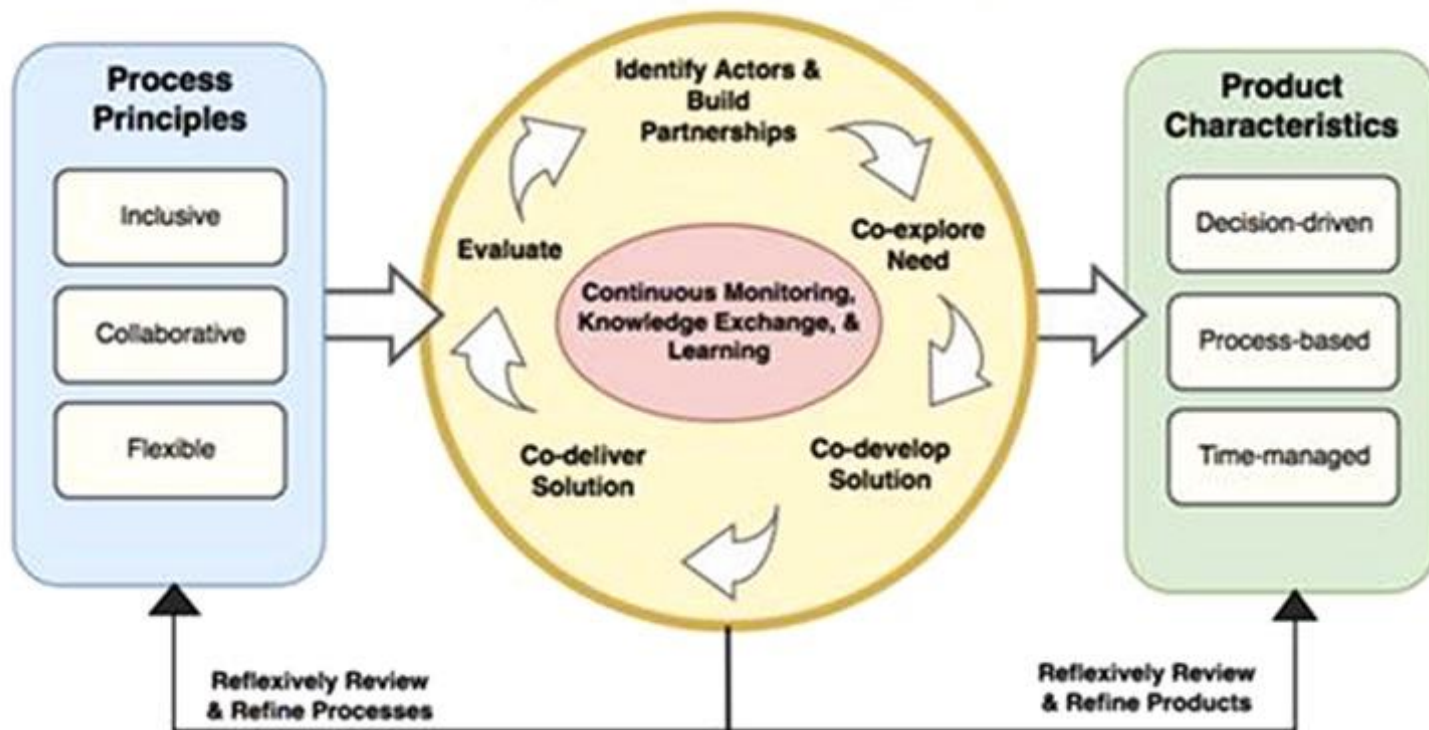 Process
Principles
Inclusive
Collaborative
Flexible
Identify Actors &
Build
Partnerships
Co-explore
Need
Co-develop
Solution
Co-deliver
Solution
Evaluate
Continuous Monitoring,
Knowledge Exchange, &
Learning
Product
Characteristics
Decision-driven
Process-based
Time-managed
Reflexively Review
& Refine Processes
Reflexively Review
& Refine Products